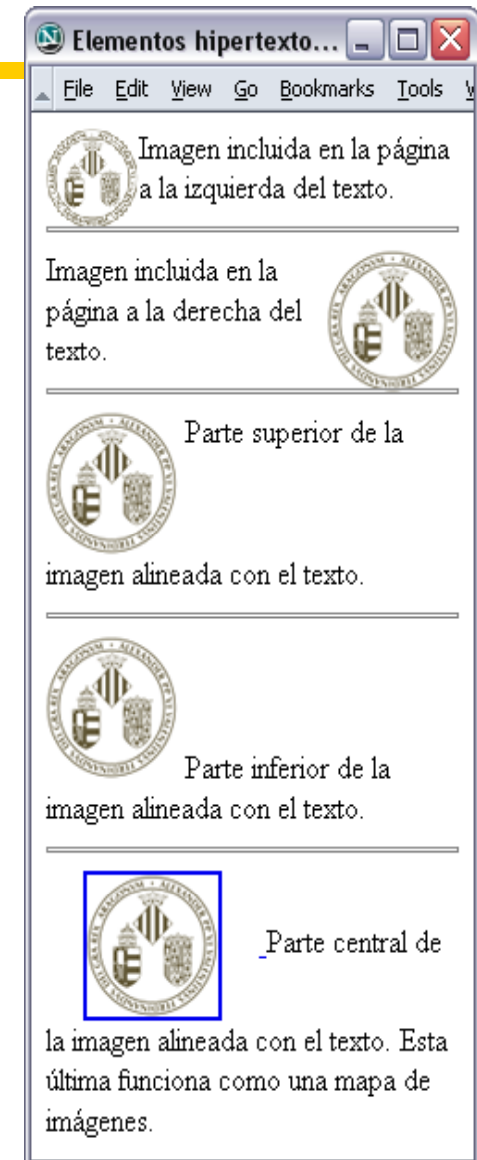 Elementos hipertexto...
File Edit View Go Bookmarks Tools
Imagen incluida en la página
a la izquierda del texto.
Imagen incluida en la
página a la derecha del
texto.
Parte superior de la
imagen alineada con el texto.
Parte inferior de la
imagen alineada con el texto.
Parte central de
la imagen alineada con el texto. Esta
última funciona como una mapa de
imágenes.